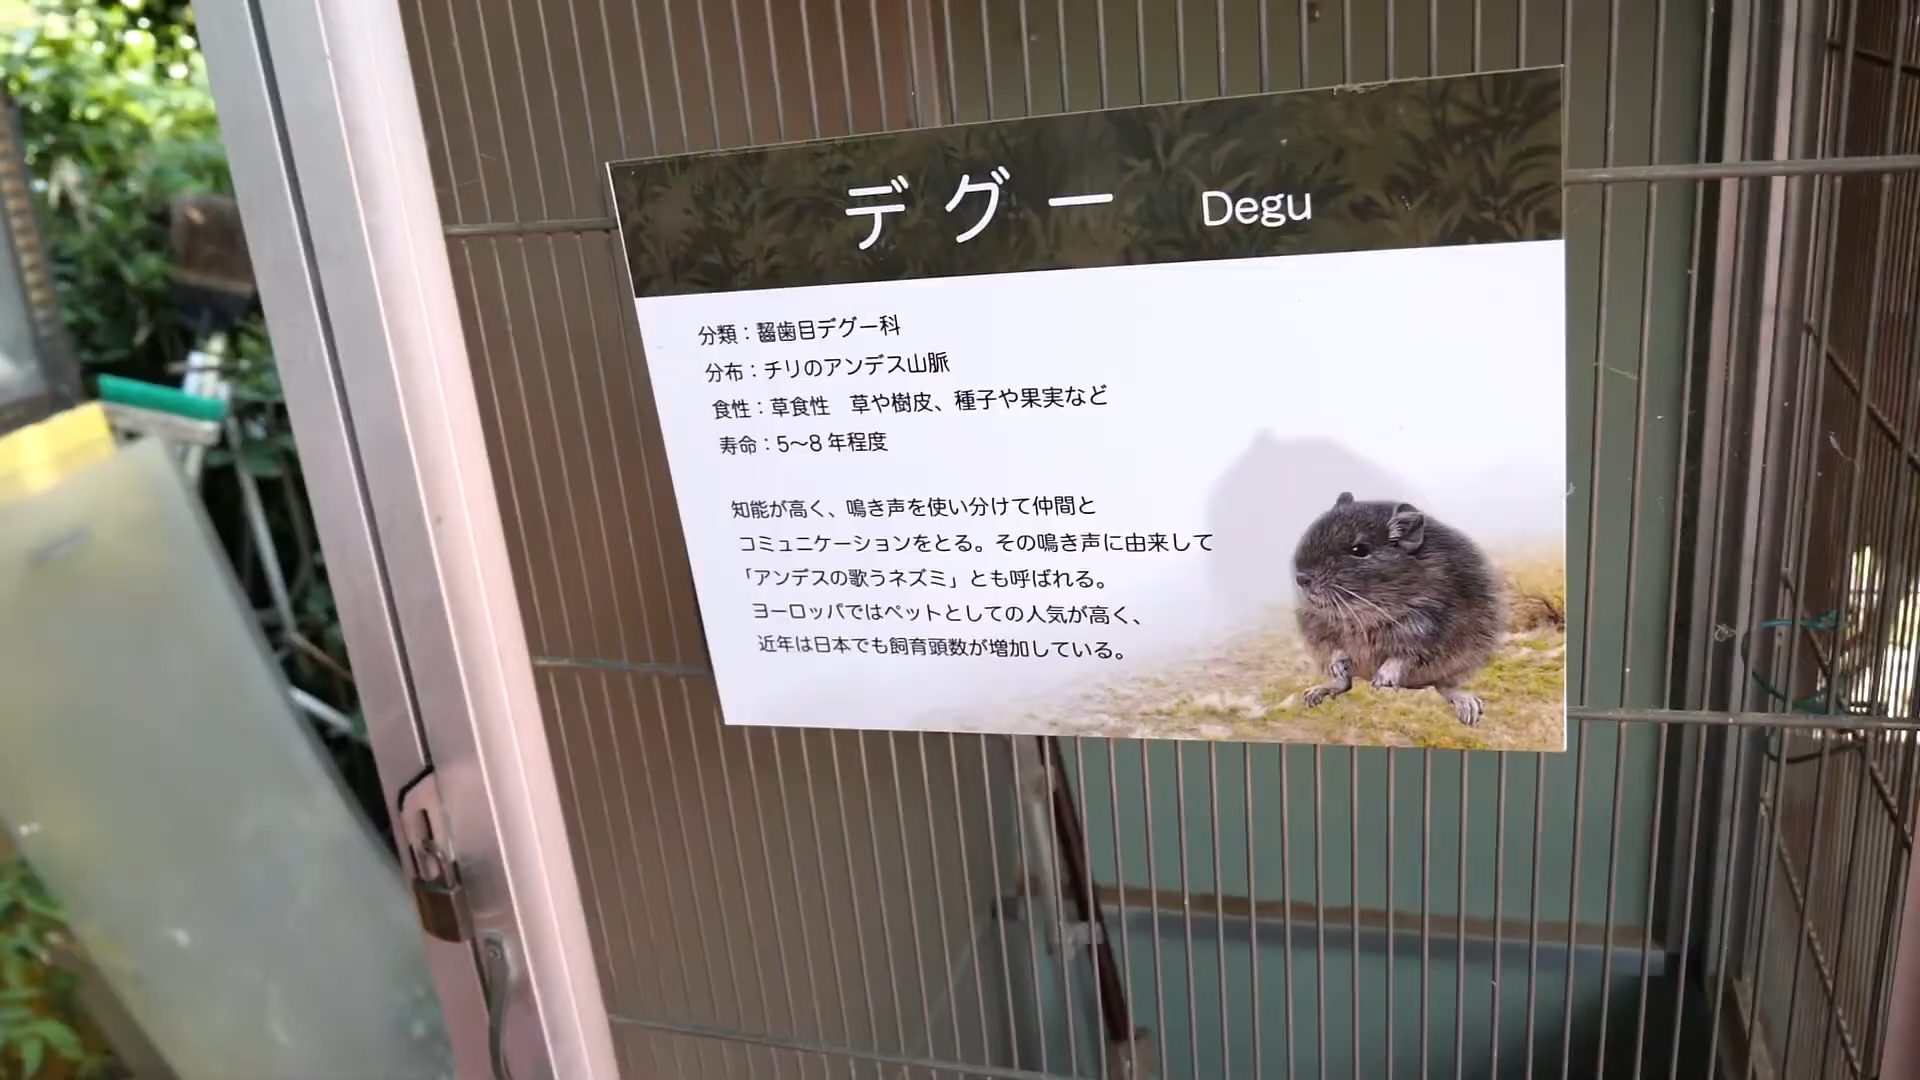 デグー Degu
分類：齧歯目デグー科
分布：チリのアンデス山脈
食性：草食性　草や樹皮、種子や果実など
寿命：5〜8 年程度
知能が高く、鳴き声を使い分けて仲間と
コミュニケーションをとる。その鳴き声に由来して
「アンデスの歌うネズミ」とも呼ばれる。
ヨーロッパではペットとしての人気が高く、
近年は日本でも飼育頭数が増加している。